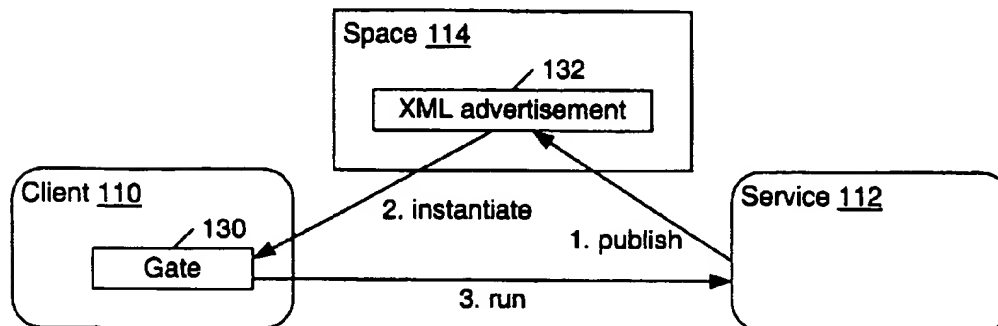 Space 114
132
XML advertisement
Client 110
2. instantiate
Service 112
130
1. publish
Gate
3. run